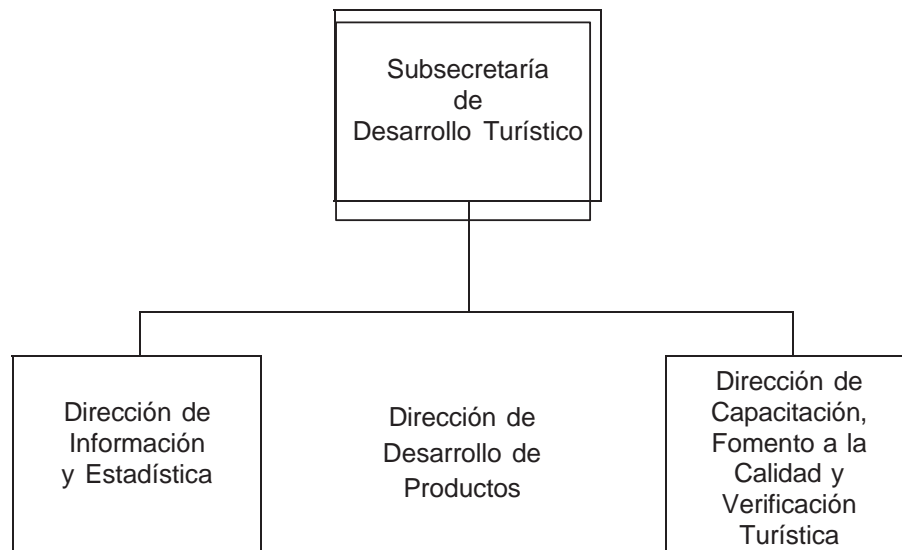 Subsecretaría
de
Desarrollo Turístico
Dirección de
Información
y Estadística
Dirección de
Desarrollo de
Productos
Dirección de
Capacitación,
Fomento a la
Calidad y
Verificación
Turística